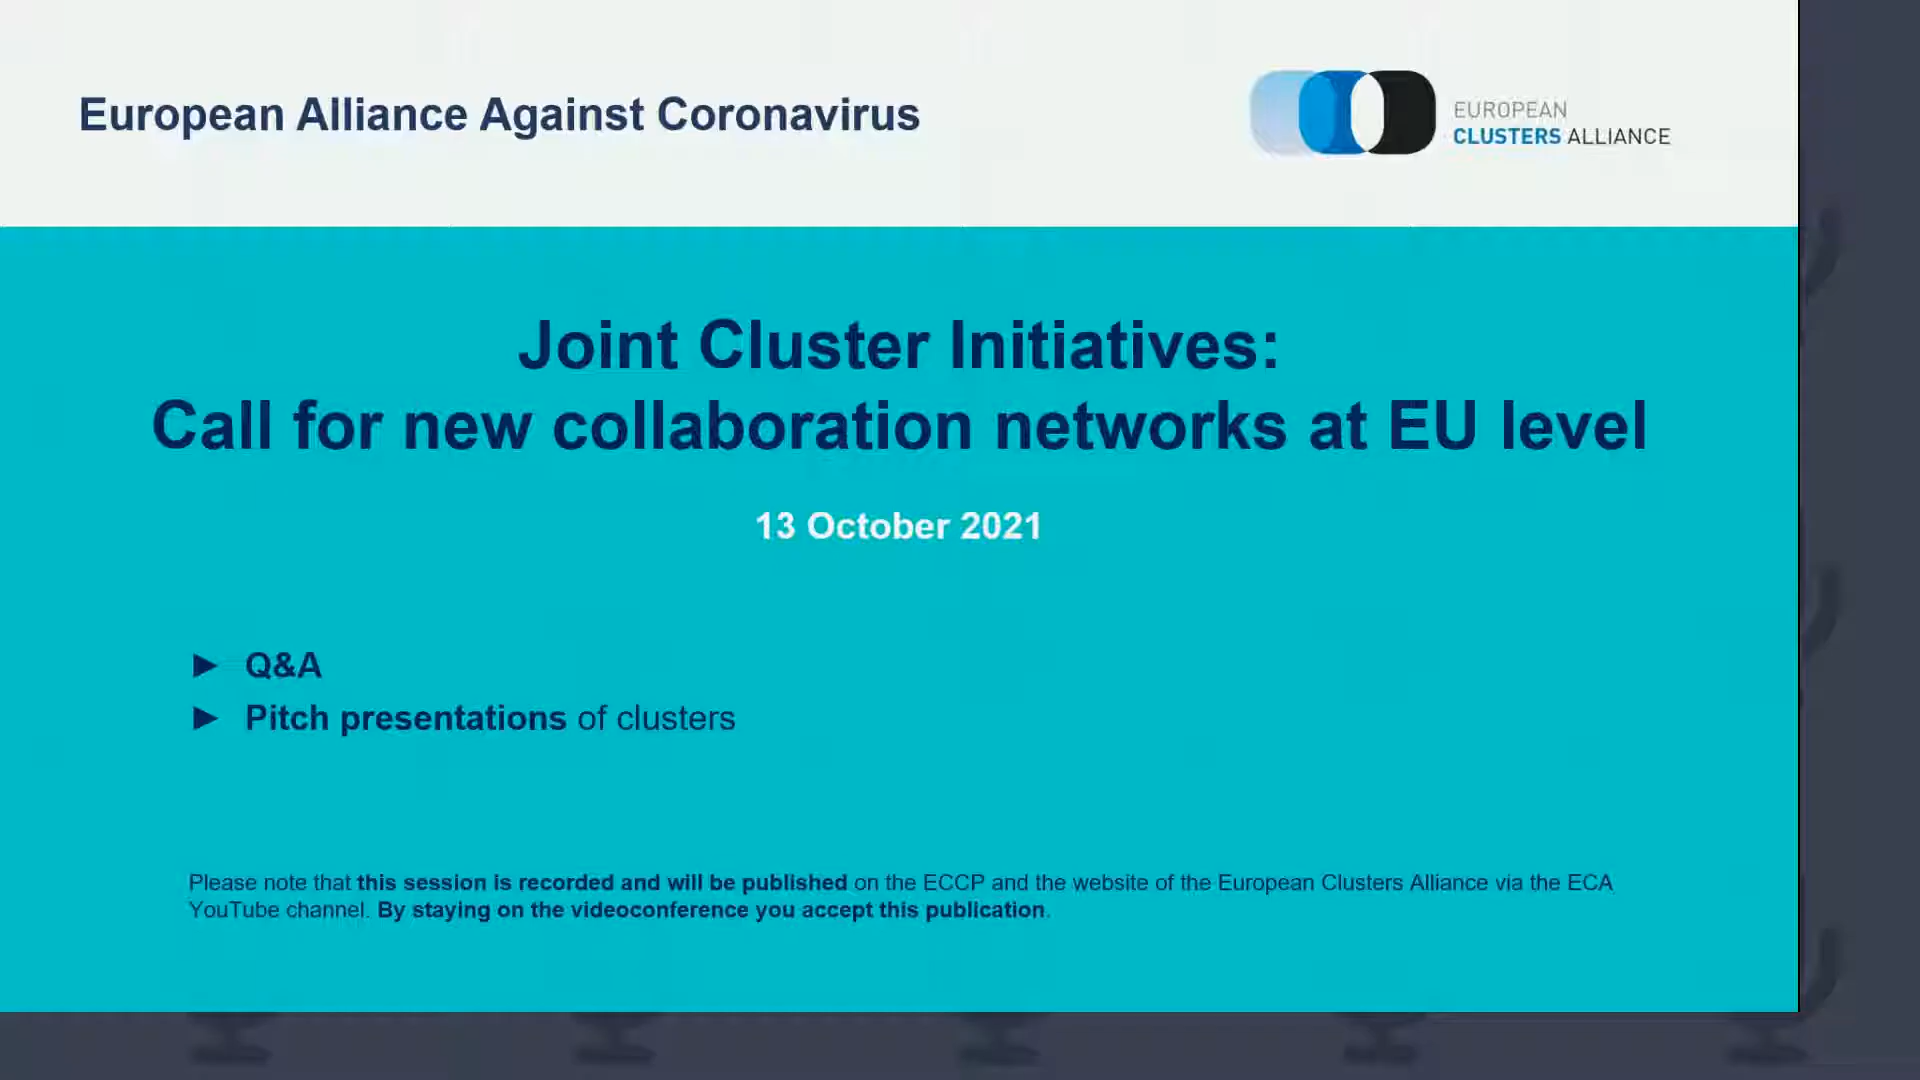 European Alliance Against Coronavirus
EUROPEAN
CLUSTERS ALLIANCE
Joint Cluster Initiatives:
Call for new collaboration networks at EU level
13 October 2021
► Q&A
► Pitch presentations of clusters
Please note that this session is recorded and will be published on the ECCP and the website of the European Clusters Alliance via the ECA
YouTube channel. By staying on the videoconference you accept this publication.